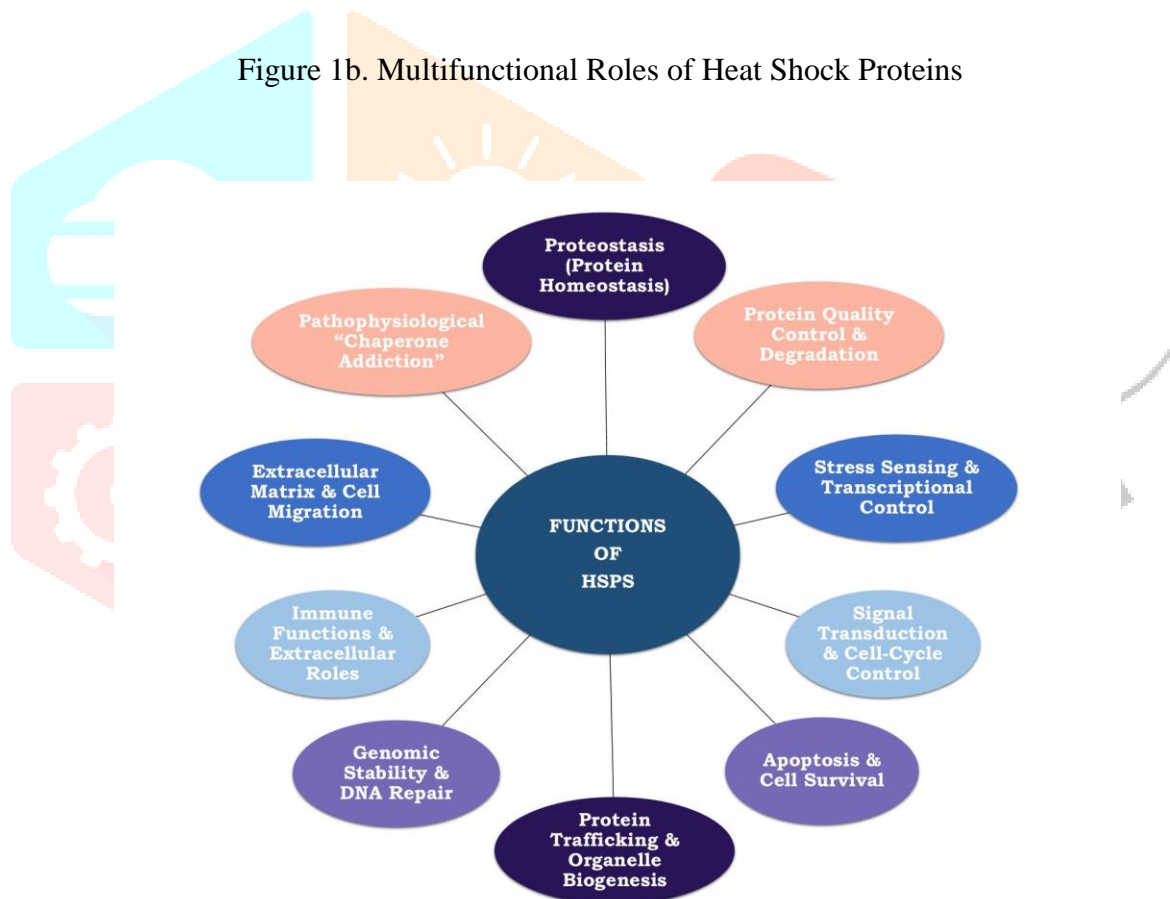 Figure 1b. Multifunctional Roles of Heat Shock Proteins
Proteostasis
(Protein
Homeostasis)
Protein Quality
Control &
Degradation
Stress Sensing &
Transcriptional
Control
Signal
Transduction
& Cell-Cycle
Control
Apoptosis &
Cell Survival
Protein
Trafficking &
Organelle
Biogenesis
Genomic
Stability &
DNA Repair
Immune
Functions &
Extracellular
Roles
Extracellular
Matrix & Cell
Migration
Pathophysiological
“Chaperone
Addiction”
FUNCTIONS
OF
HSPS